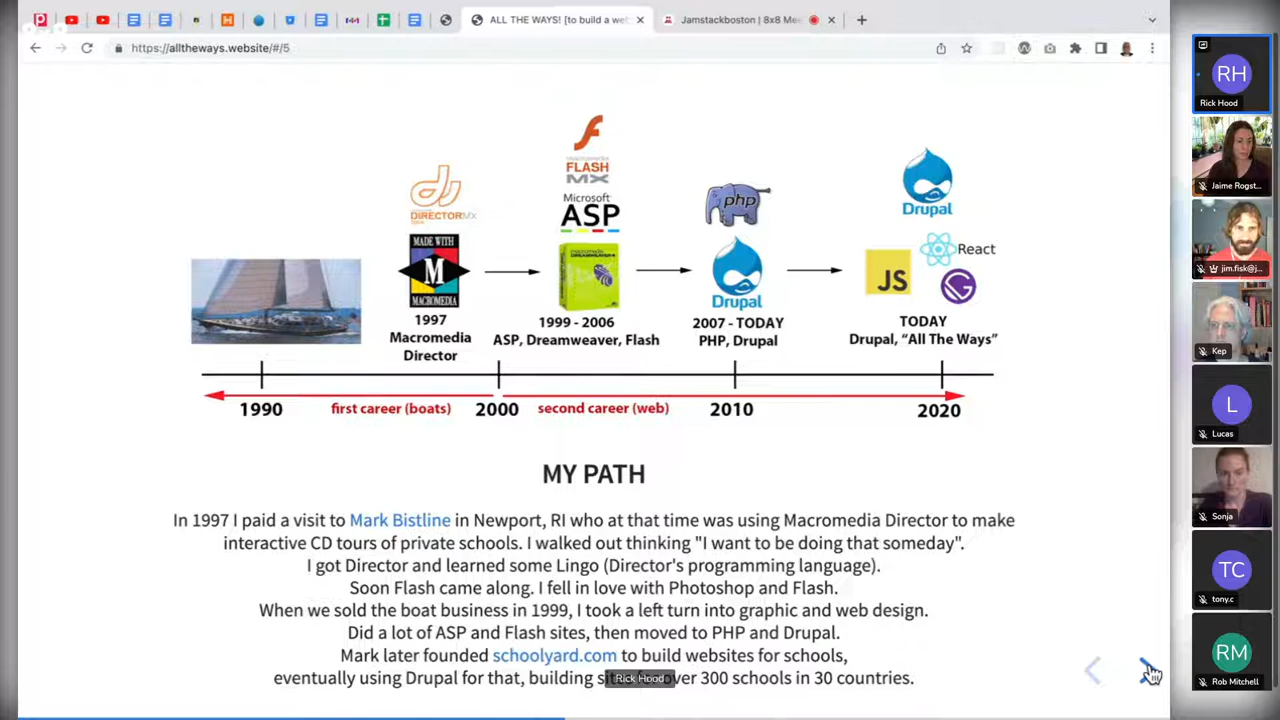 ALL THE WAYS! [to build a we
Jamstackboston | 8x8 Mee
https://alltheways.website/#/5
RH
Rick Hood
Jaime Rogst...
jim.fisk@j...
Kep
L
Lucas
Sonja
TC
tony.c
RM
Rob Mitchell
DIRECTORMX
MADE WITH
M
MACROMEDIA
1997
Macromedia
Director
FLASH
MX
Microsoft
ASP
1999 - 2006
ASP, Dreamweaver, Flash
php
Drupal
2007 - TODAY
PHP, Drupal
Drupal
JS
React
TODAY
Drupal, “All The Ways”
1990
first career (boats)
2000
second career (web)
2010
2020
MY PATH
In 1997 I paid a visit to Mark Bistline in Newport, RI who at that time was using Macromedia Director to make
interactive CD tours of private schools. I walked out thinking "I want to be doing that someday".
I got Director and learned some Lingo (Director's programming language).
Soon Flash came along. I fell in love with Photoshop and Flash.
When we sold the boat business in 1999, I took a left turn into graphic and web design.
Did a lot of ASP and Flash sites, then moved to PHP and Drupal.
Mark later founded schoolyard.com to build websites for schools,
eventually using Drupal for that, building over 300 schools in 30 countries.
Rick Hood